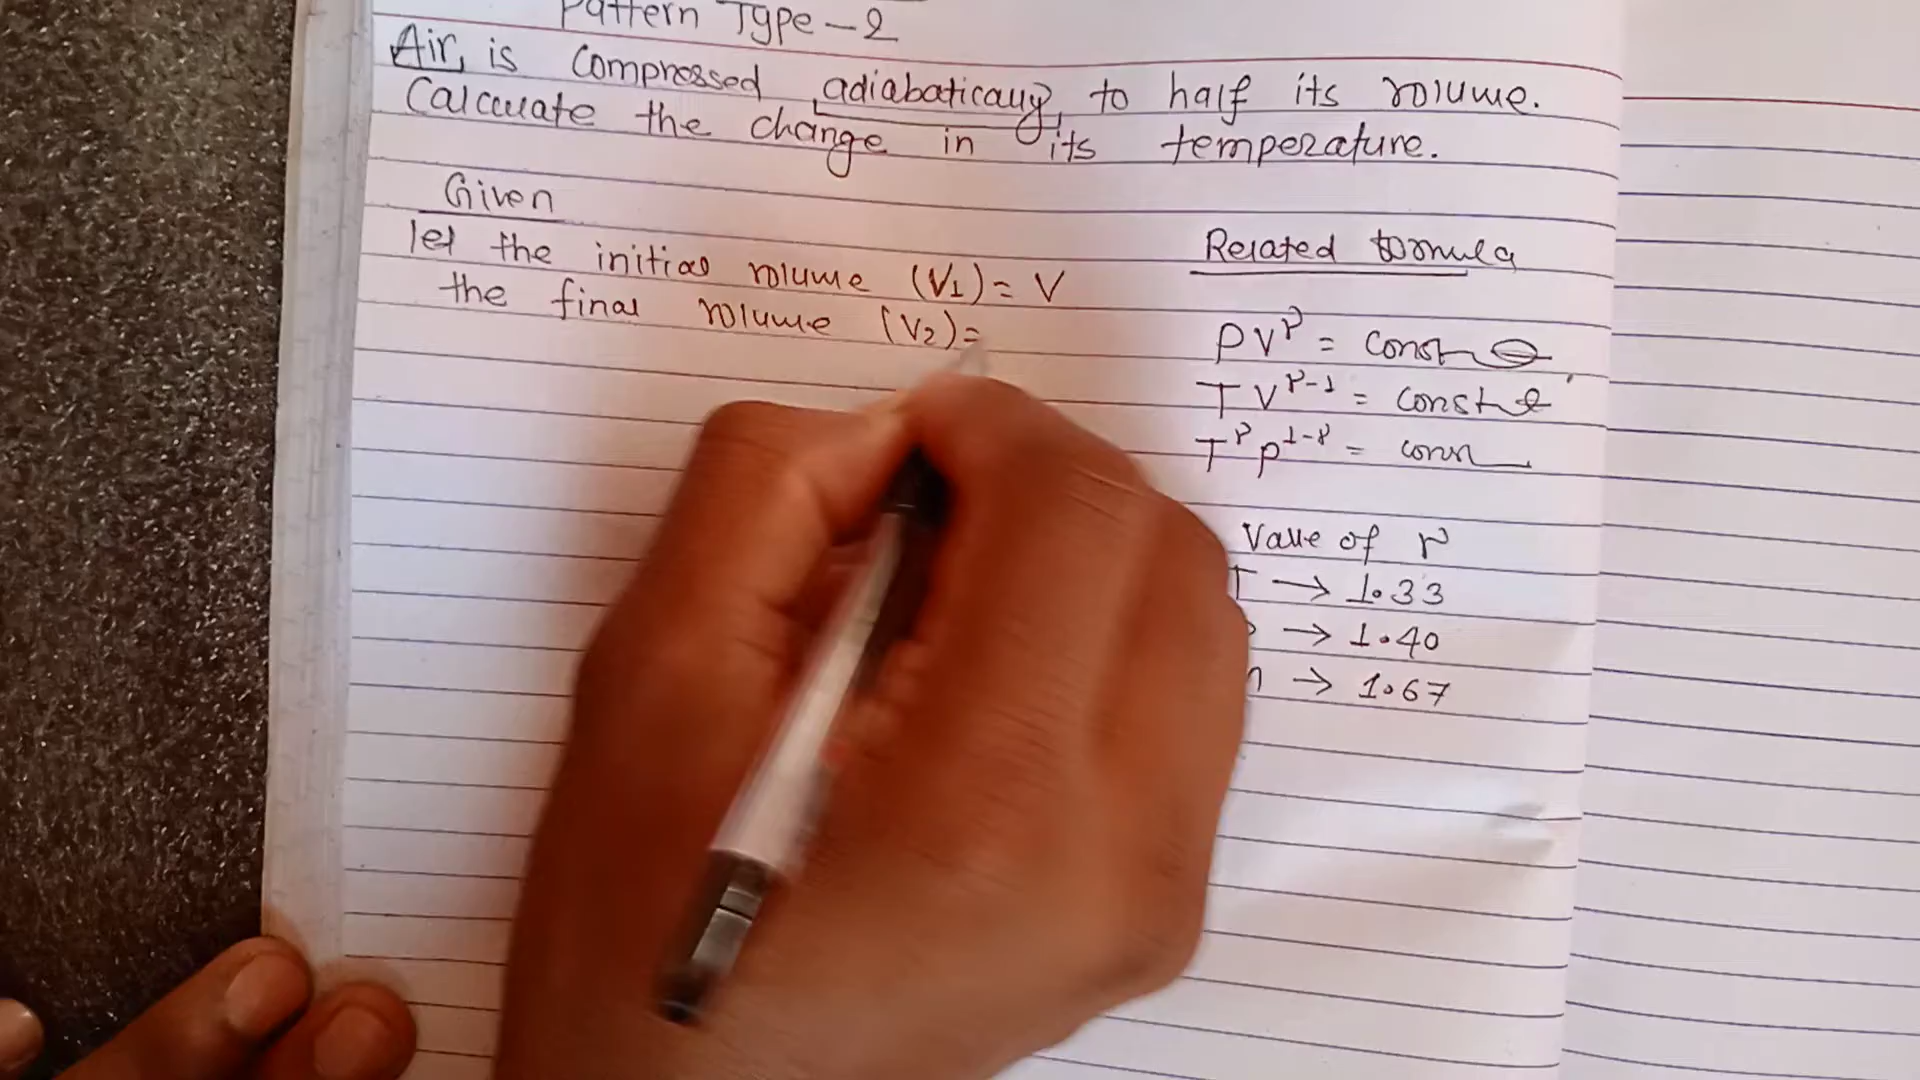 Pattern Type - 2
Air, is compressed adiabatically, to half its volume.
Calculate the change in its temperature.
Given
let the initial volume (V1) = V
the final volume (V2) =
Related formula
PV^γ = const
TV^γ-1 = const
T^γ P^1-γ = const
Value of γ
T → 1.33
→ 1.40
→ 1.67